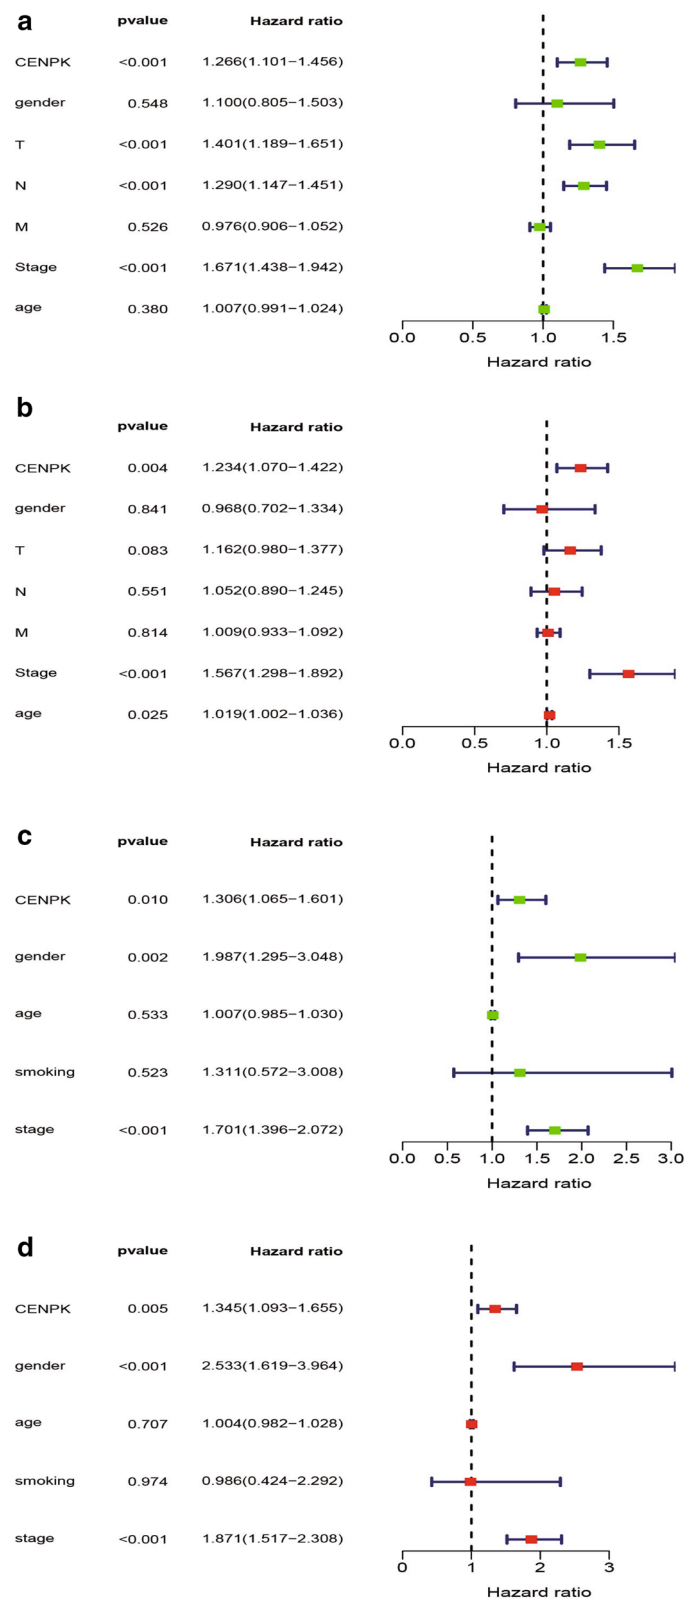 a
pvalue Hazard ratio
CENPK <0.001 1.266(1.101−1.456)
gender 0.548 1.100(0.805−1.503)
T <0.001 1.401(1.189−1.651)
N <0.001 1.290(1.147−1.451)
M 0.526 0.976(0.906−1.052)
Stage <0.001 1.671(1.438−1.942)
age 0.380 1.007(0.991−1.024)
0.0 0.5 1.0 1.5
Hazard ratio
b
pvalue Hazard ratio
CENPK 0.004 1.234(1.070−1.422)
gender 0.841 0.968(0.702−1.334)
T 0.083 1.162(0.980−1.377)
N 0.551 1.052(0.890−1.245)
M 0.814 1.009(0.933−1.092)
Stage <0.001 1.567(1.298−1.892)
age 0.025 1.019(1.002−1.036)
0.0 0.5 1.0 1.5
Hazard ratio
c
pvalue Hazard ratio
CENPK 0.010 1.306(1.065−1.601)
gender 0.002 1.987(1.295−3.048)
age 0.533 1.007(0.985−1.030)
smoking 0.523 1.311(0.572−3.008)
stage <0.001 1.701(1.396−2.072)
0.0 0.5 1.0 1.5 2.0 2.5 3.0
Hazard ratio
d
pvalue Hazard ratio
CENPK 0.005 1.345(1.093−1.655)
gender <0.001 2.533(1.619−3.964)
age 0.707 1.004(0.982−1.028)
smoking 0.974 0.986(0.424−2.292)
stage <0.001 1.871(1.517−2.308)
0 1 2 3
Hazard ratio